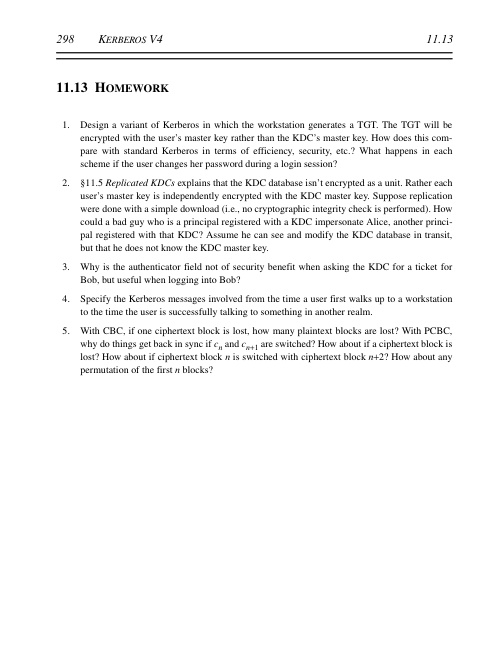 298 KERBEROS V4 11.13
11.13 HOMEWORK
1. Design a variant of Kerberos in which the workstation generates a TGT. The TGT will be
encrypted with the user's master key rather than the KDC's master key. How does this com-
pare with standard Kerberos in terms of efficiency, security, etc.? What happens in each
scheme if the user changes her password during a login session?
2. §11.5 Replicated KDCs explains that the KDC database isn't encrypted as a unit. Rather each
user's master key is independently encrypted with the KDC master key. Suppose replication
were done with a simple download (i.e., no cryptographic integrity check is performed). How
could a bad guy who is a principal registered with a KDC impersonate Alice, another princi-
pal registered with that KDC? Assume he can see and modify the KDC database in transit,
but that he does not know the KDC master key.
3. Why is the authenticator field not of security benefit when asking the KDC for a ticket for
Bob, but useful when logging into Bob?
4. Specify the Kerberos messages involved from the time a user first walks up to a workstation
to the time the user is successfully talking to something in another realm.
5. With CBC, if one ciphertext block is lost, how many plaintext blocks are lost? With PCBC,
why do things get back in sync if cn and cn+1 are switched? How about if a ciphertext block is
lost? How about if ciphertext block n is switched with ciphertext block n+2? How about any
permutation of the first n blocks?